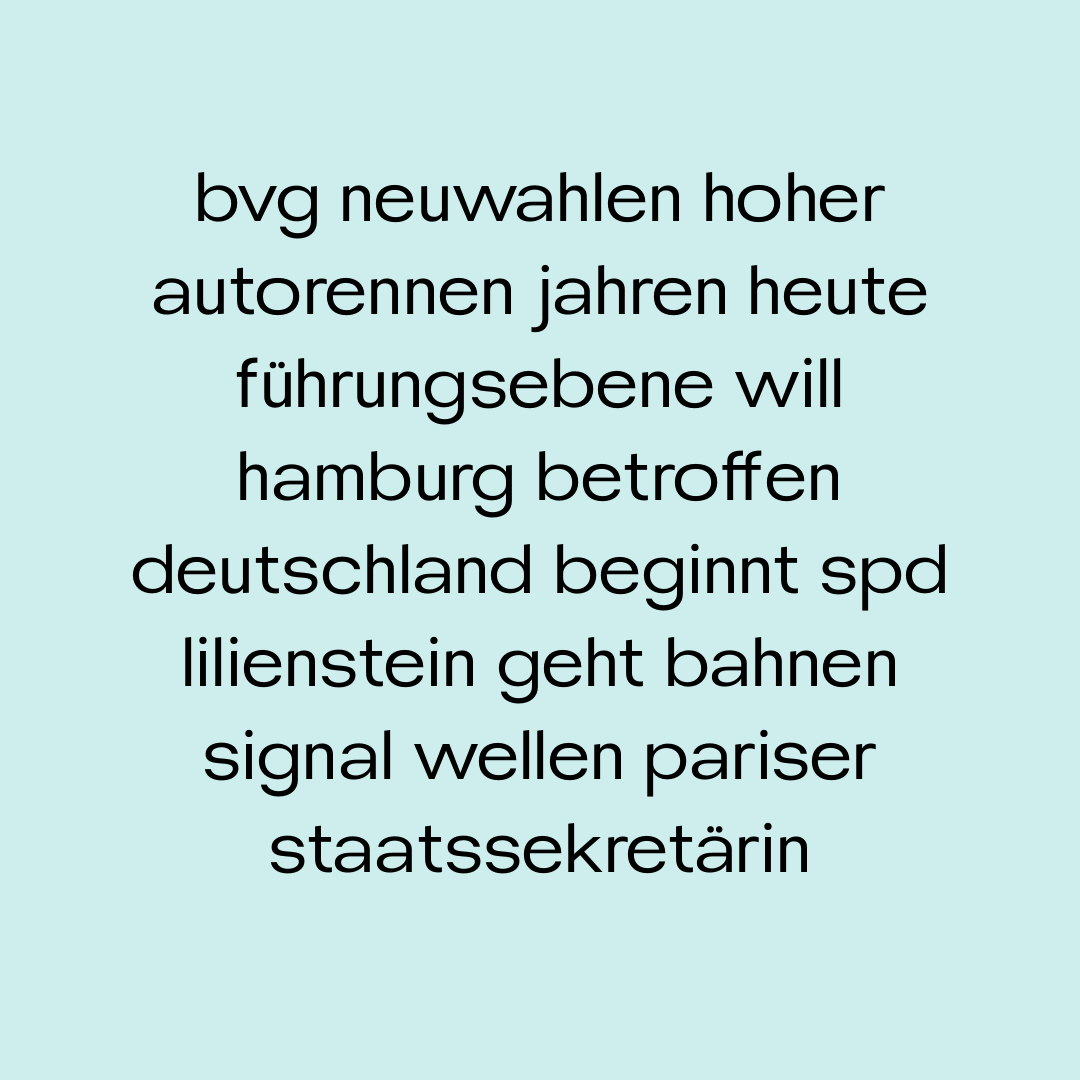 bvg neuwahlen hoher
autorennen jahren heute
führungsebene will
hamburg betroffen
deutschland beginnt spd
lilienstein geht bahnen
signal wellen pariser
staatssekretärin